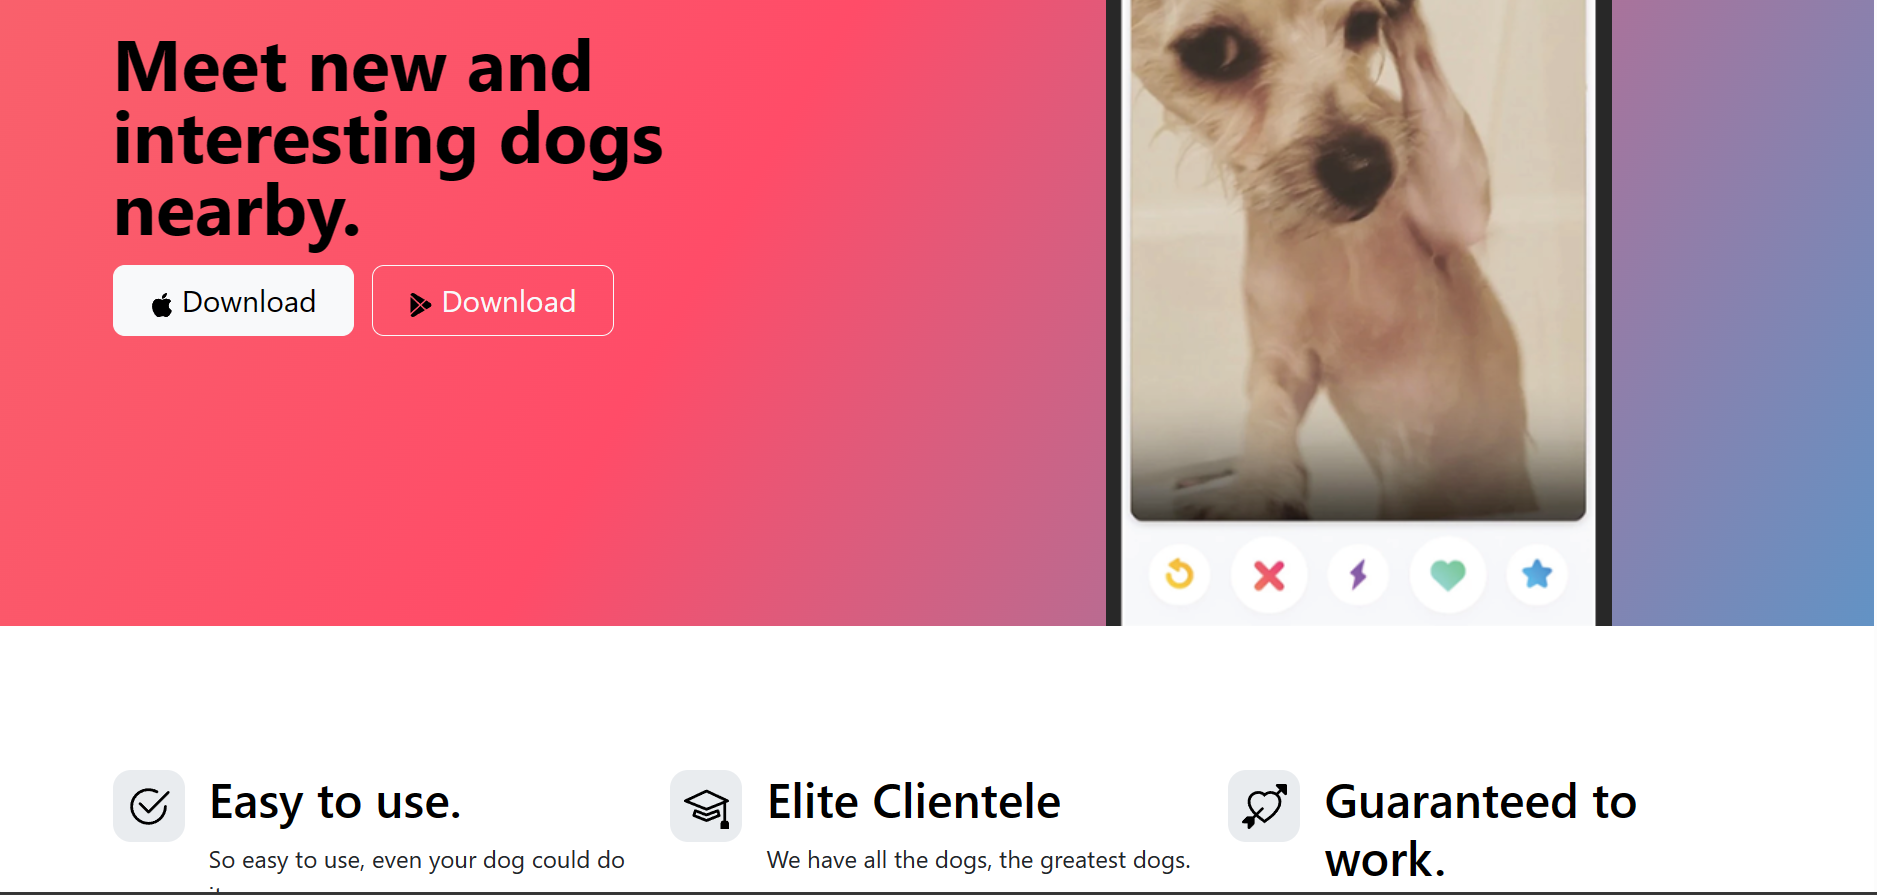 Meet new and
interesting dogs
nearby.
Download
Download
Easy to use.
So easy to use, even your dog could do
Elite Clientele
We have all the dogs, the greatest dogs.
Guaranteed to
work.